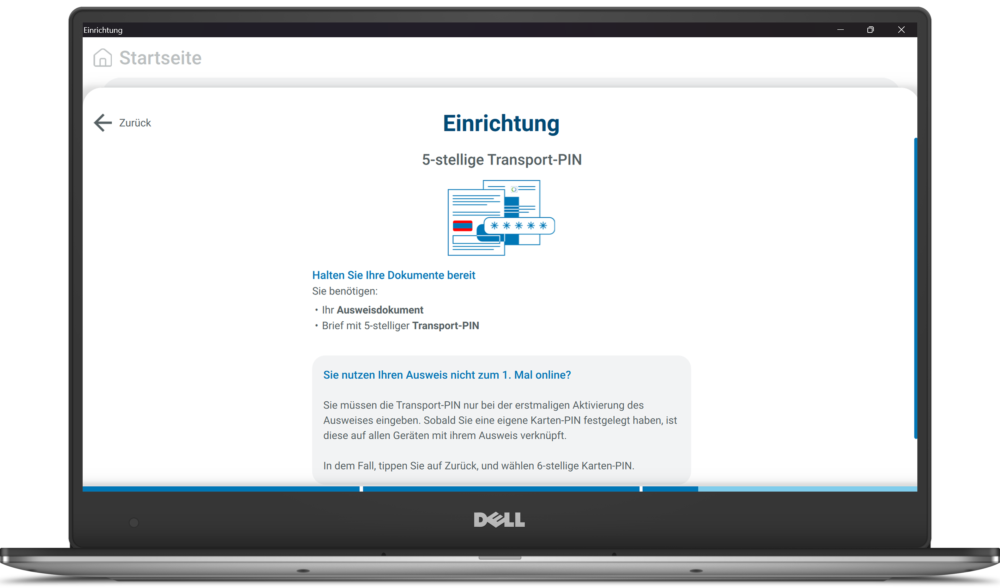 Einrichtung
Startseite
Zurück
Einrichtung
5-stellige Transport-PIN
* * * * *
Halten Sie Ihre Dokumente bereit
Sie benötigen:
• Ihr Ausweisdokument
• Brief mit 5-stelliger Transport-PIN
Sie nutzen Ihren Ausweis nicht zum 1. Mal online?
Sie müssen die Transport-PIN nur bei der erstmaligen Aktivierung des
Ausweises eingeben. Sobald Sie eine eigene Karten-PIN festgelegt haben, ist
diese auf allen Geräten mit ihrem Ausweis verknüpft.
In dem Fall, tippen Sie auf Zurück, und wählen 6-stellige Karten-PIN.
DELL